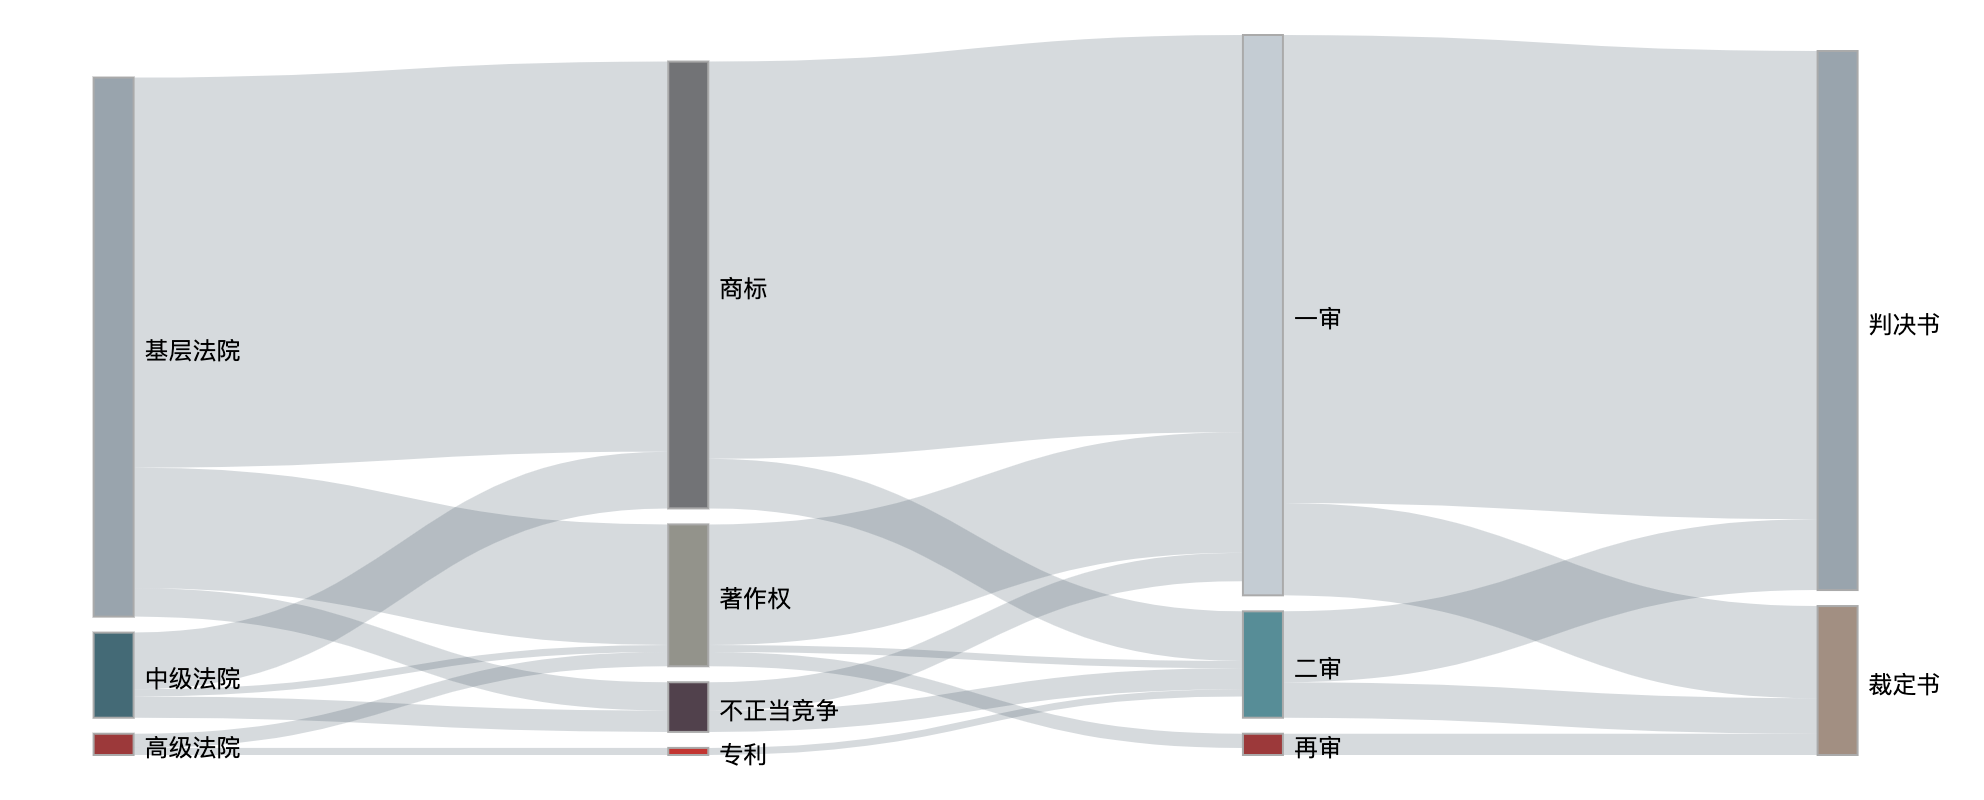 基层法院
中级法院
高级法院
商标
著作权
不正当竞争
专利
一审
二审
再审
判决书
裁定书